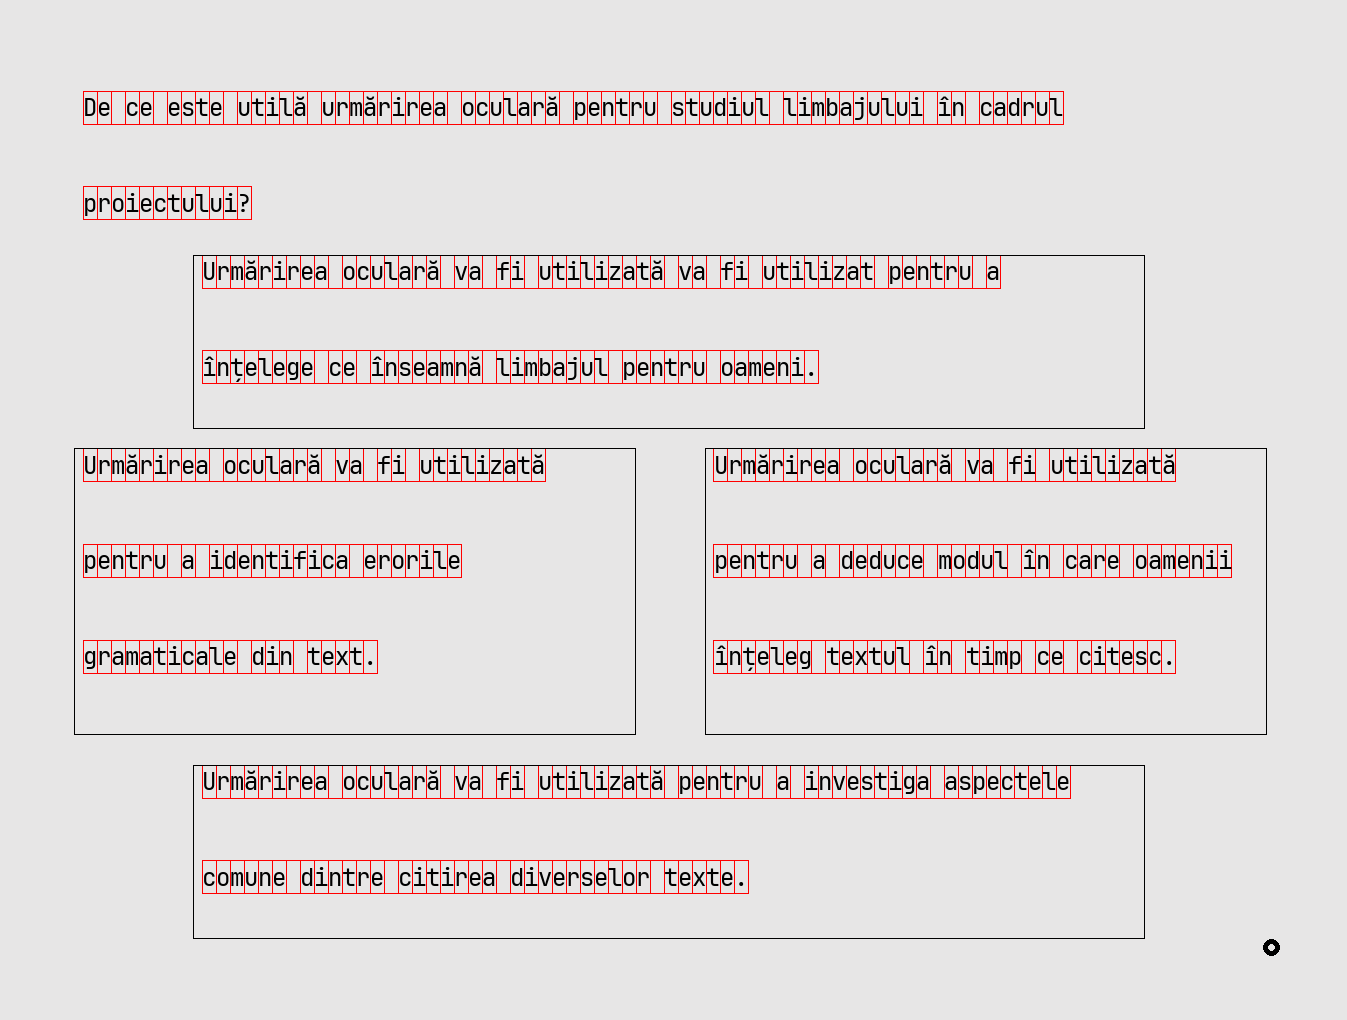 De ce este utilă urmărirea oculară pentru studiul limbajului în cadrul
proiectului?
Urmărirea oculară va fi utilizată va fi utilizat pentru a
înțelege ce înseamnă limbajul pentru oameni.
Urmărirea oculară va fi utilizată
pentru a identifica erorile
gramaticale din text.
Urmărirea oculară va fi utilizată
pentru a deduce modul în care oamenii
înțeleg textul în timp ce citesc.
Urmărirea oculară va fi utilizată pentru a investiga aspectele
comune dintre citirea diverselor texte.